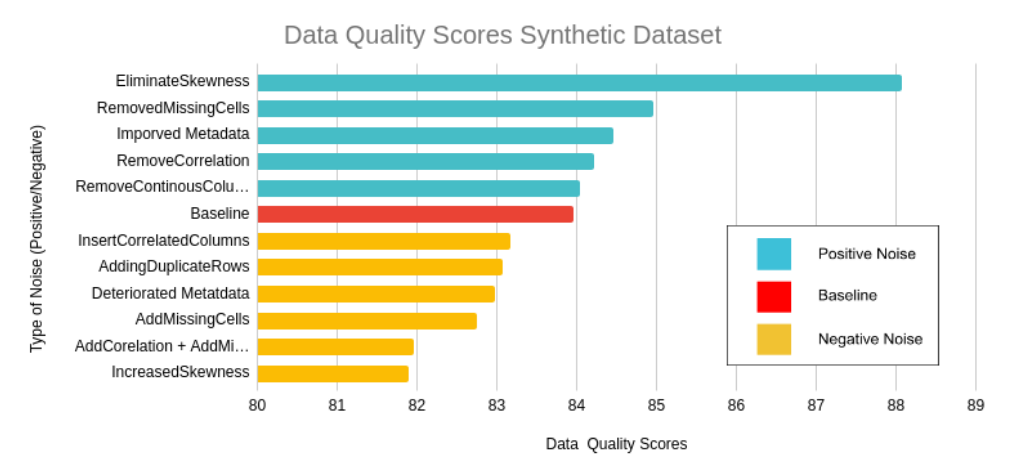 Data Quality Scores Synthetic Dataset
Type of Noise (Positive/Negative)
EliminateSkewness
RemovedMissingCells
Imporved Metadata
RemoveCorrelation
RemoveContinousColu…
Baseline
InsertCorrelatedColumns
AddingDuplicateRows
Deteriorated Metatdata
AddMissingCells
AddCorelation + AddMi…
IncreasedSkewness
80 81 82 83 84 85 86 87 88 89
Data Quality Scores
Positive Noise
Baseline
Negative Noise